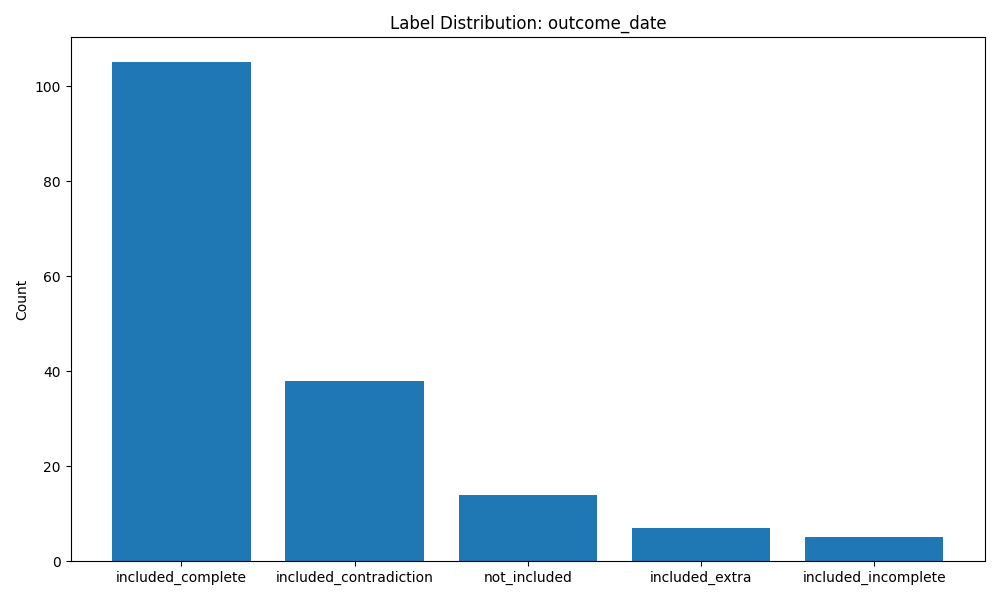 Label Distribution: outcome_date
Count
100
80
60
40
20
0
included_complete
included_contradiction
not_included
included_extra
included_incomplete